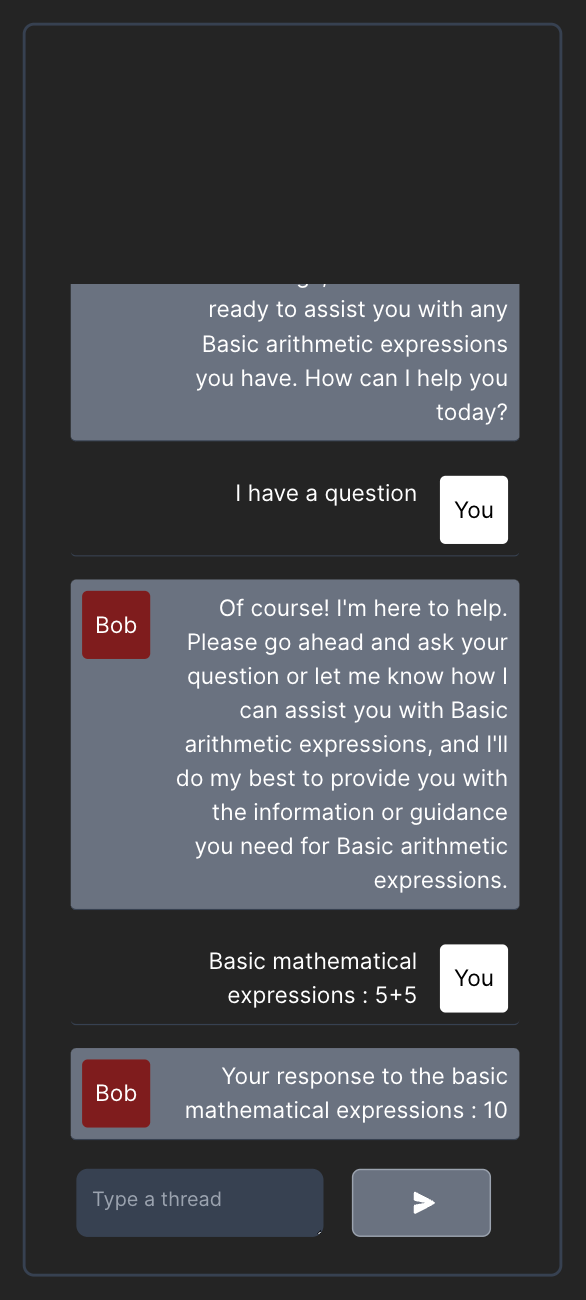 ready to assist you with any
Basic arithmetic expressions
you have. How can I help you
today?
I have a question
You
Bob
Of course! I'm here to help.
Please go ahead and ask your
question or let me know how I
can assist you with Basic
arithmetic expressions, and I'll
do my best to provide you with
the information or guidance
you need for Basic arithmetic
expressions.
Basic mathematical
expressions : 5+5
You
Bob
Your response to the basic
mathematical expressions : 10
Type a thread